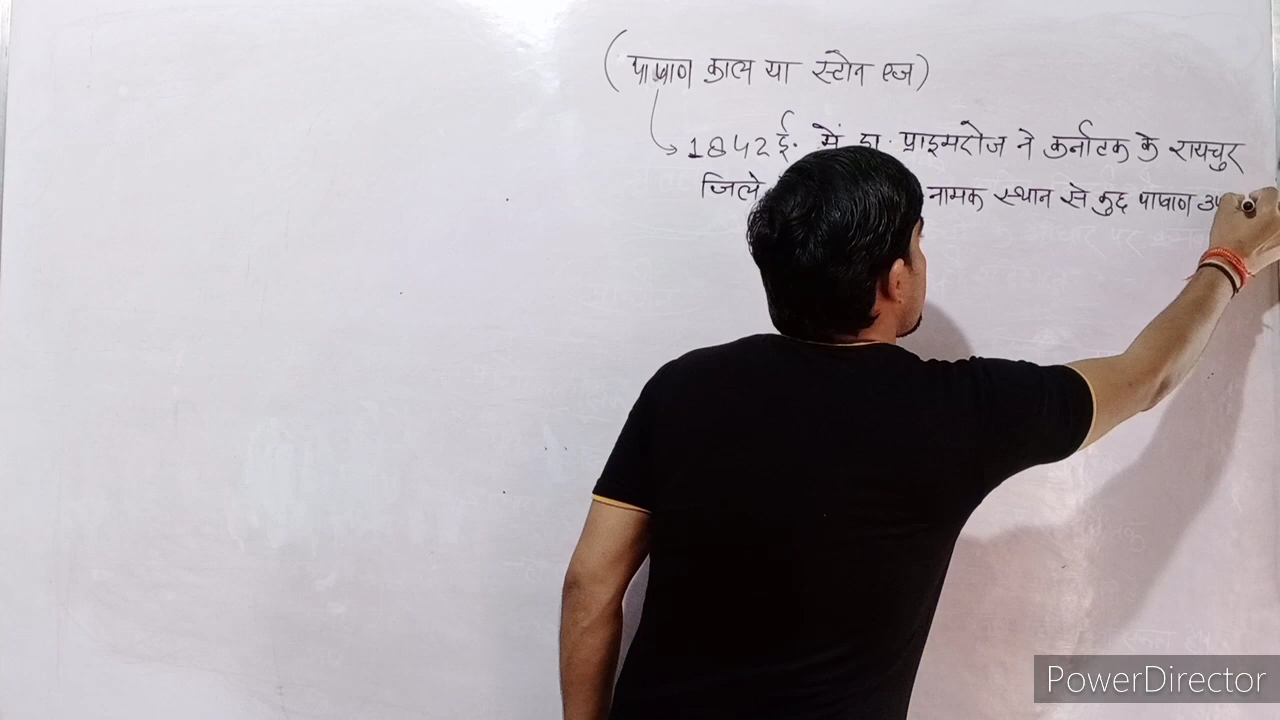 (पाषाण काल या स्टोन एज)
1842 ई. में डा. प्राइमरोज ने कर्नाटक के रायचुर
जिले नामक स्थान से कुछ पाषाण
PowerDirector